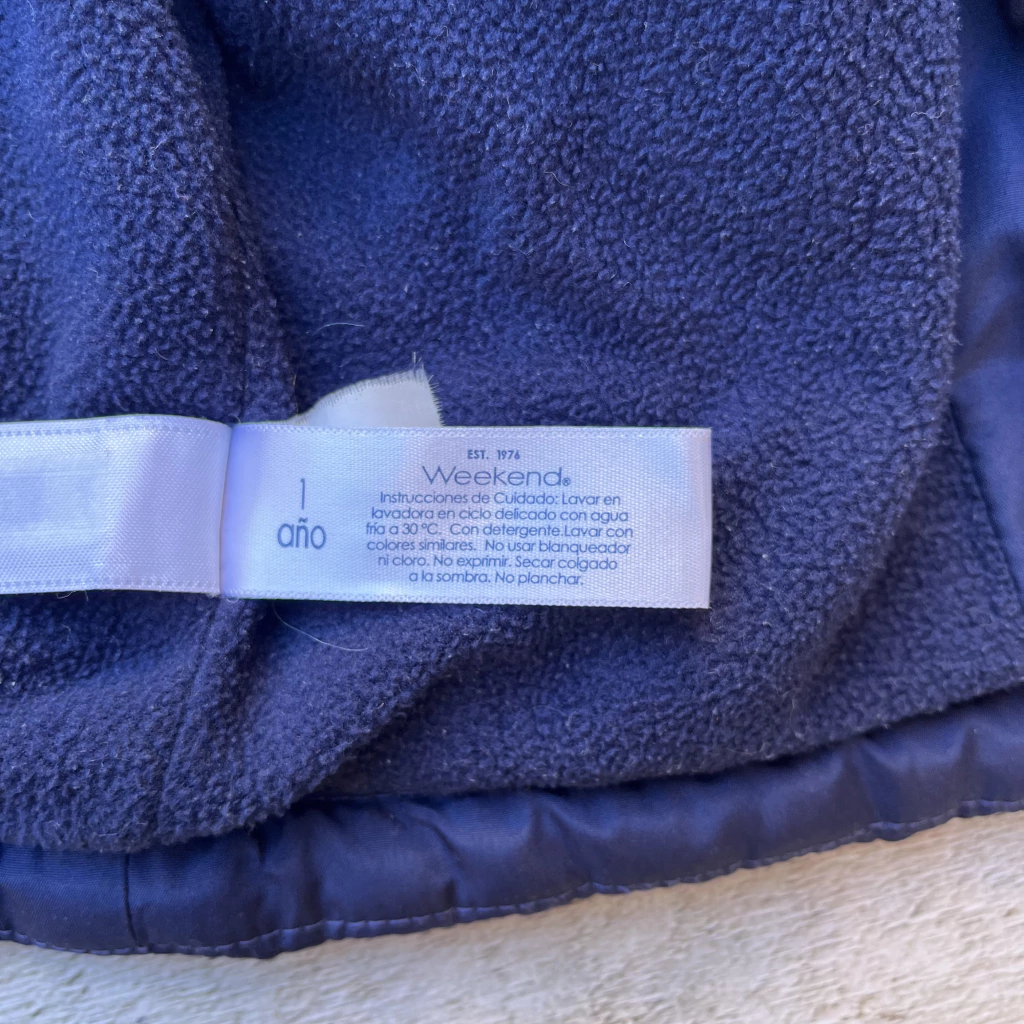 1
año
EST. 1976
Weekend®
Instrucciones de Cuidado: Lavar en
lavadora en ciclo delicado con agua
fría a 30 ºC. Con detergente.Lavar con
colores similares. No usar blanqueador
ni cloro. No exprimir. Secar colgado
a la sombra. No planchar.